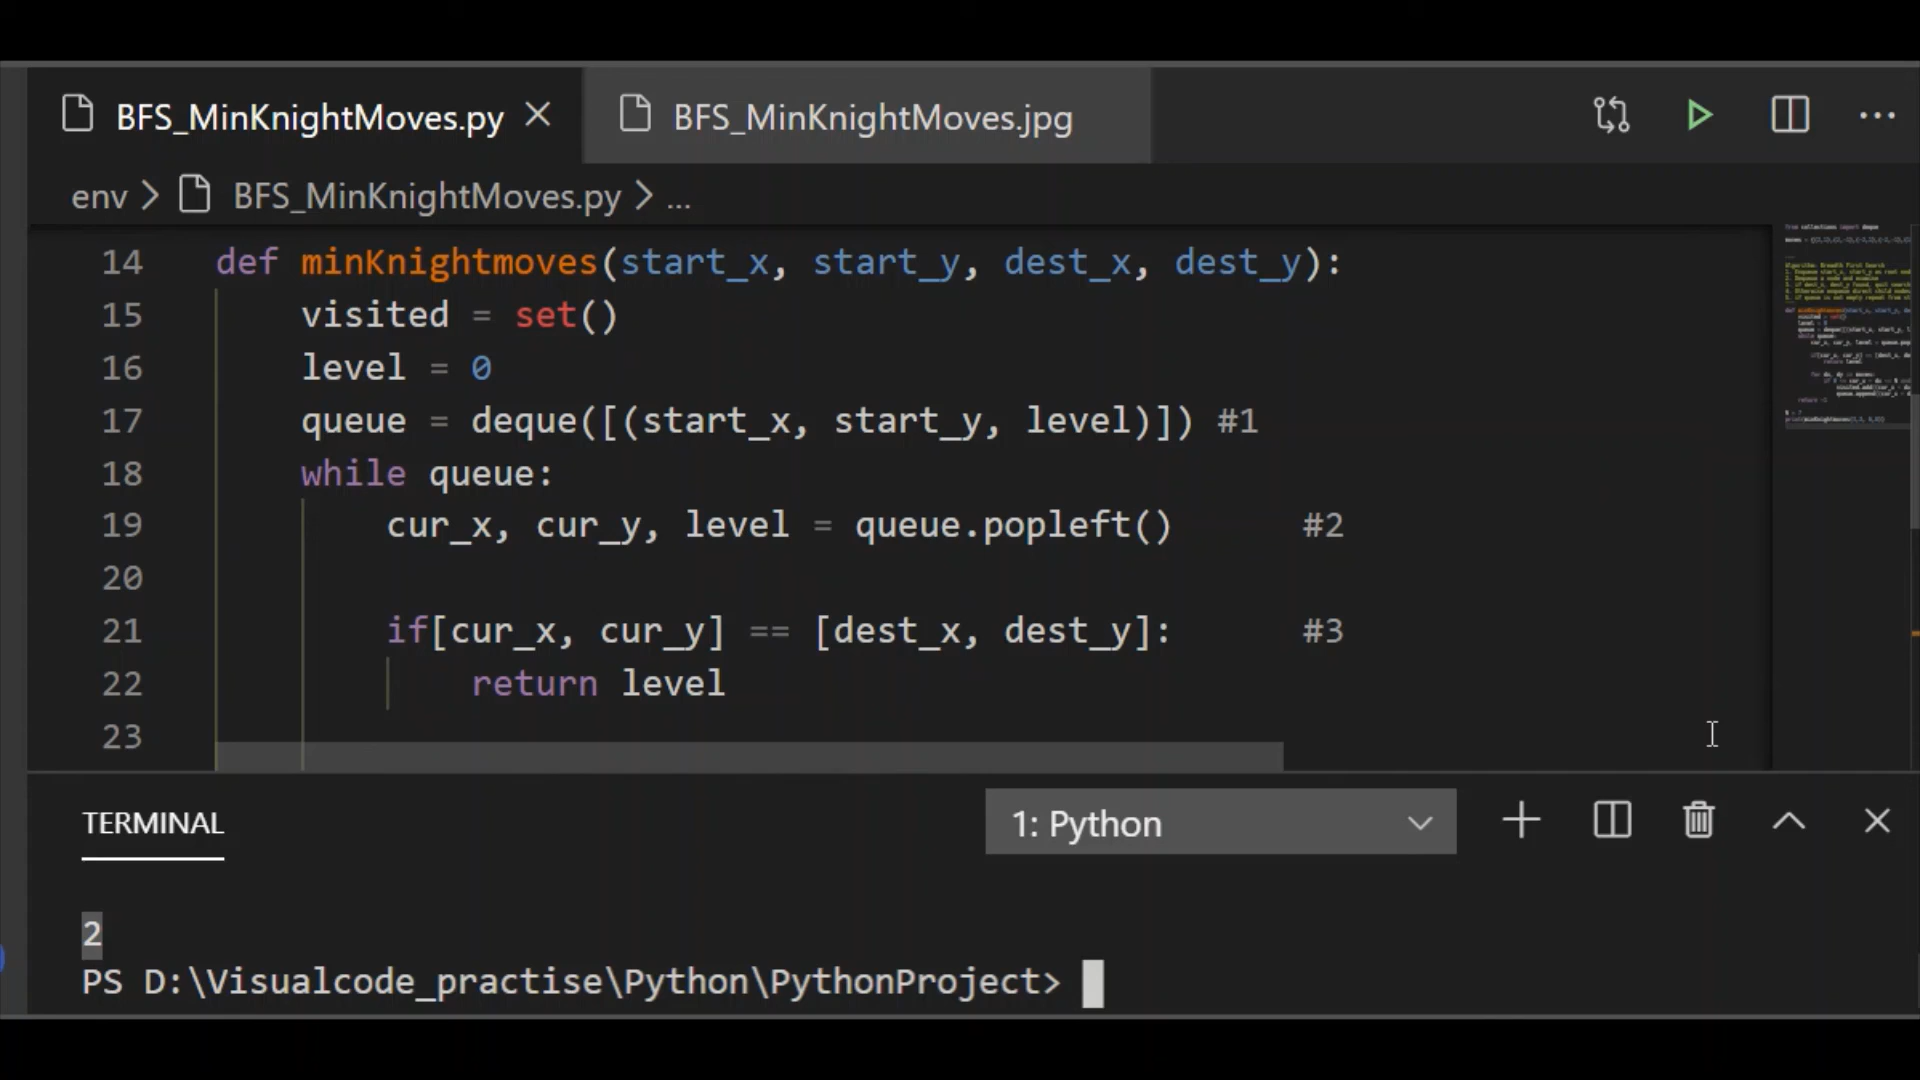 BFS_MinKnightMoves.py BFS_MinKnightMoves.jpg
env > BFS_MinKnightMoves.py > ...
14 def minKnightmoves(start_x, start_y, dest_x, dest_y):
15 visited = set()
16 level = 0
17 queue = deque([(start_x, start_y, level)]) #1
18 while queue:
19 cur_x, cur_y, level = queue.popleft() #2
20
21 if[cur_x, cur_y] == [dest_x, dest_y]: #3
22 return level
23
TERMINAL 1: Python
2
PS D:\Visualcode_practise\Python\PythonProject>